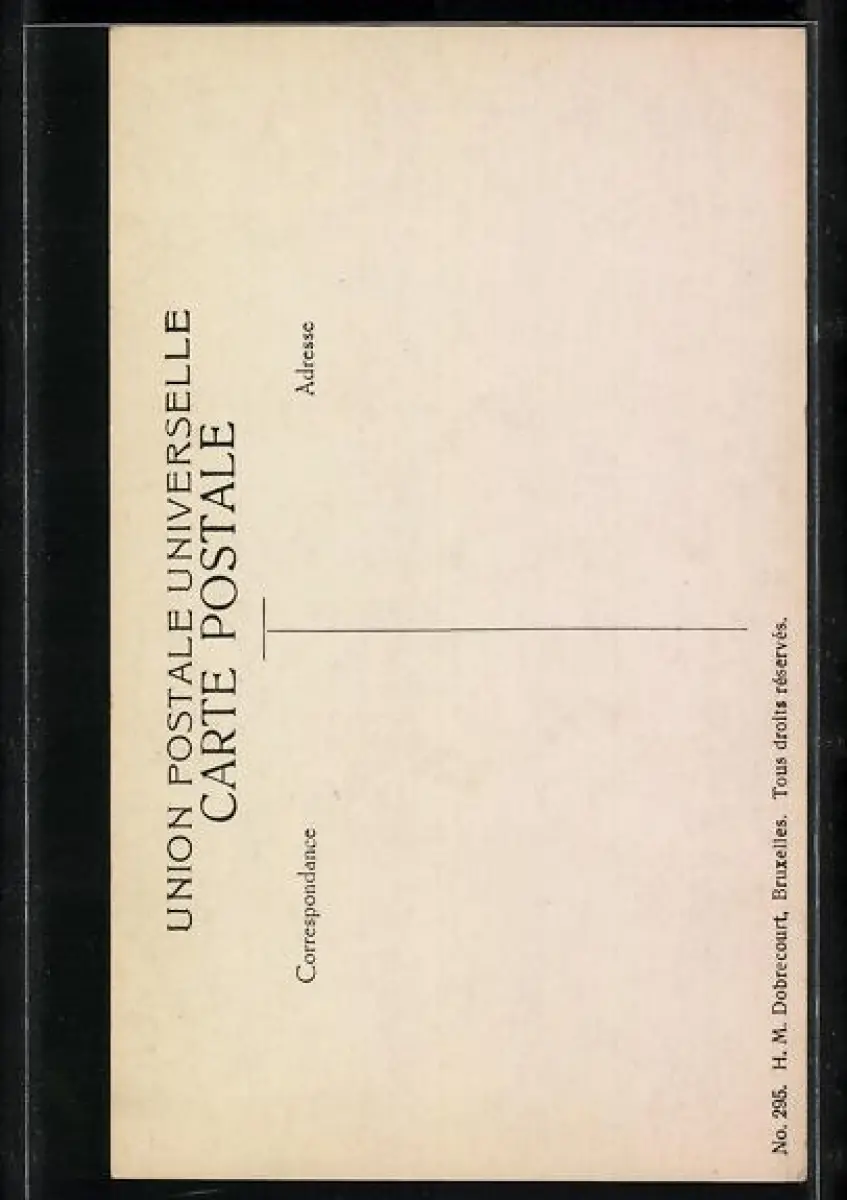 UNION POSTALE UNIVERSELLE
CARTE POSTALE
Correspondance
Adresse
No. 295. H. M. Dobrecourt, Bruxelles. Tous droits réservés.